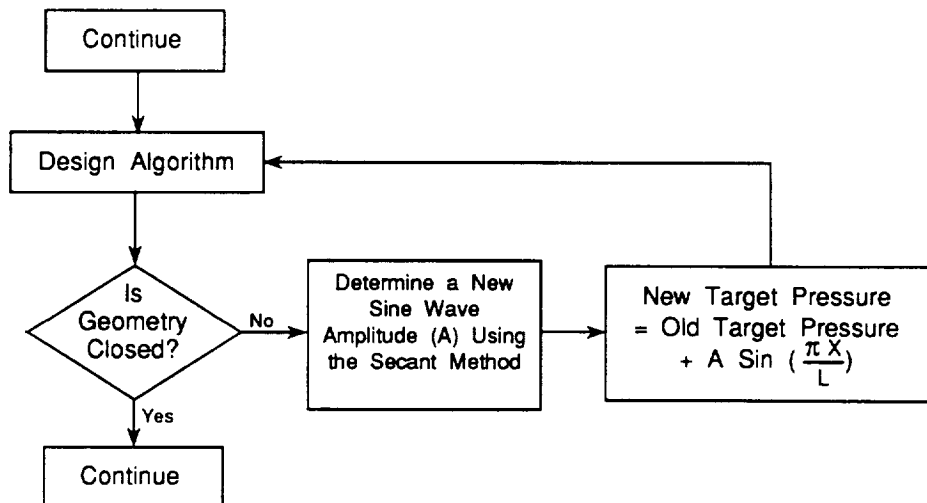 Continue
Design Algorithm
Is
Geometry
Closed?
No
Yes
Determine a New
Sine Wave
Amplitude (A) Using
the Secant Method
New Target Pressure
= Old Target Pressure
+ A Sin (πX/L)
Continue